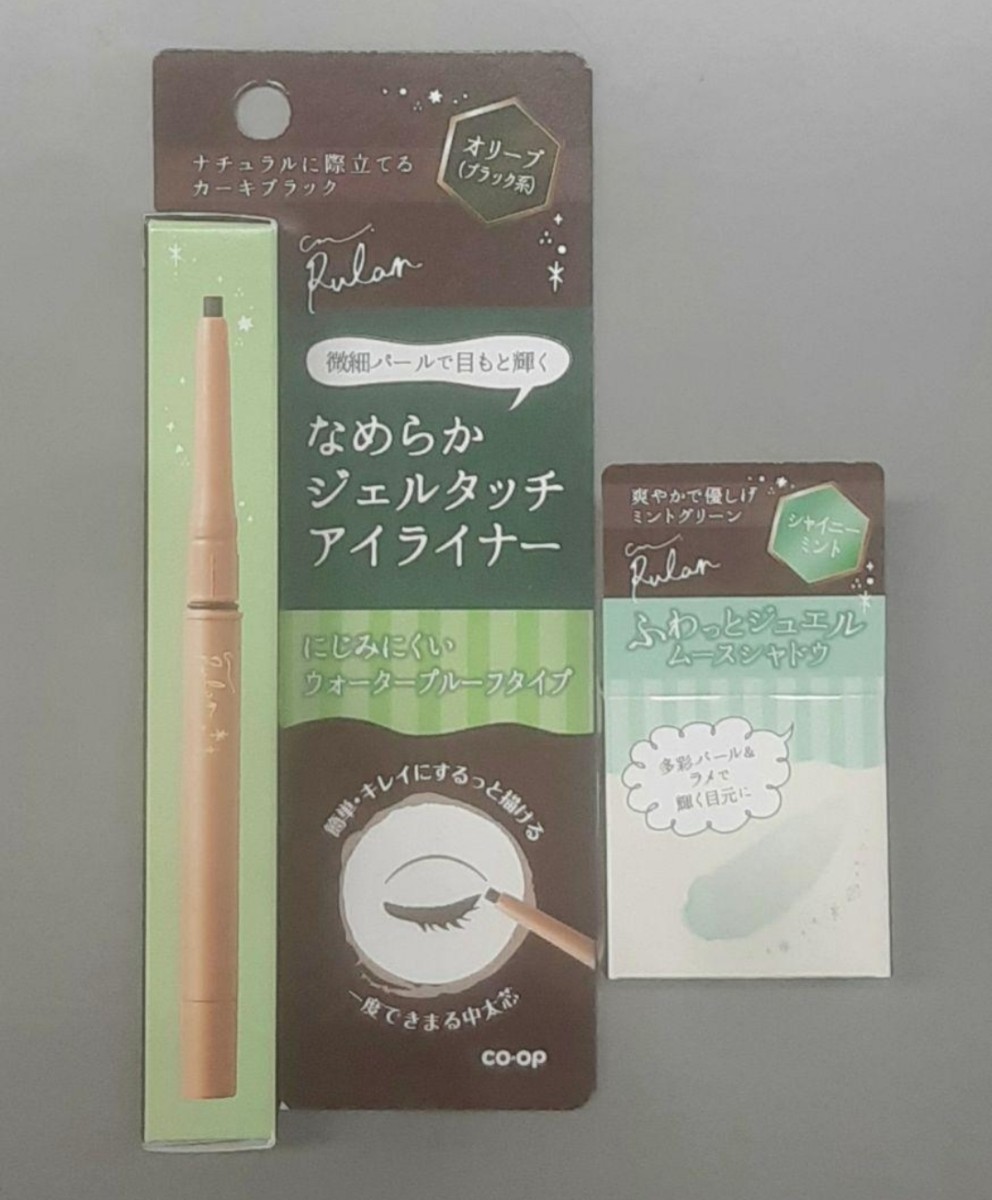 ナチュラルに際立てる
カーキブラック
オリーブ
(ブラック系)
Rulan
微細パールで目もと輝く
なめらか
ジェルタッチ
アイライナー
にじみにくい
ウォータープルーフタイプ
簡単・キレイにするっと描ける
一度できまる中太芯
co・op
Rulan
爽やかで優しげ
ミントグリーン
シャイニー
ミント
Rulan
ふわっとジュエル
ムースシャドウ
多彩パール&
ラメで
輝く目元に